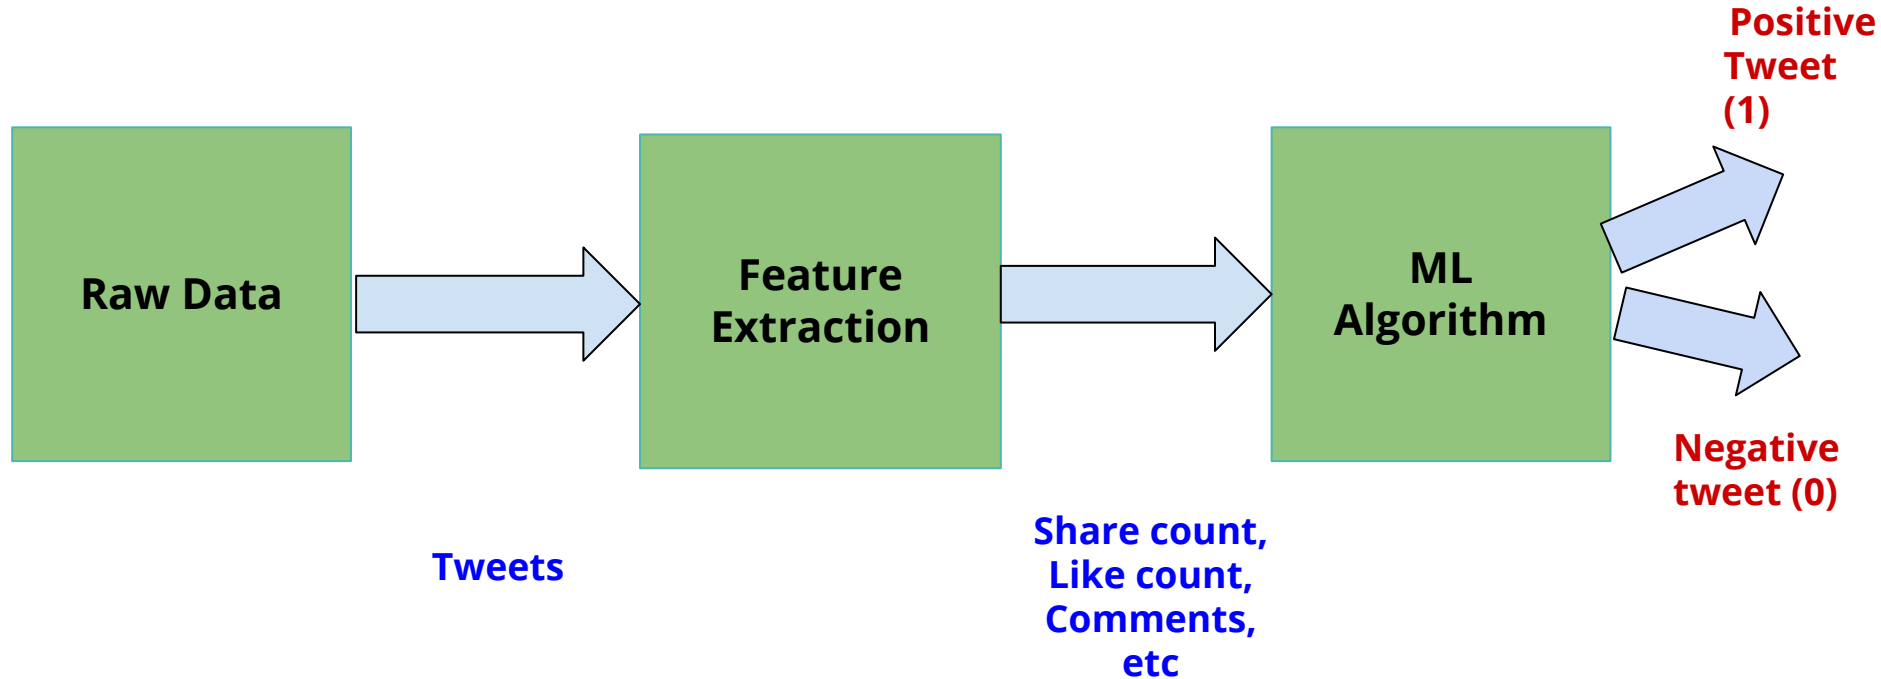 Positive
Tweet
(1)
Raw Data
Feature
Extraction
ML
Algorithm
Negative
tweet (0)
Tweets
Share count,
Like count,
Comments,
etc